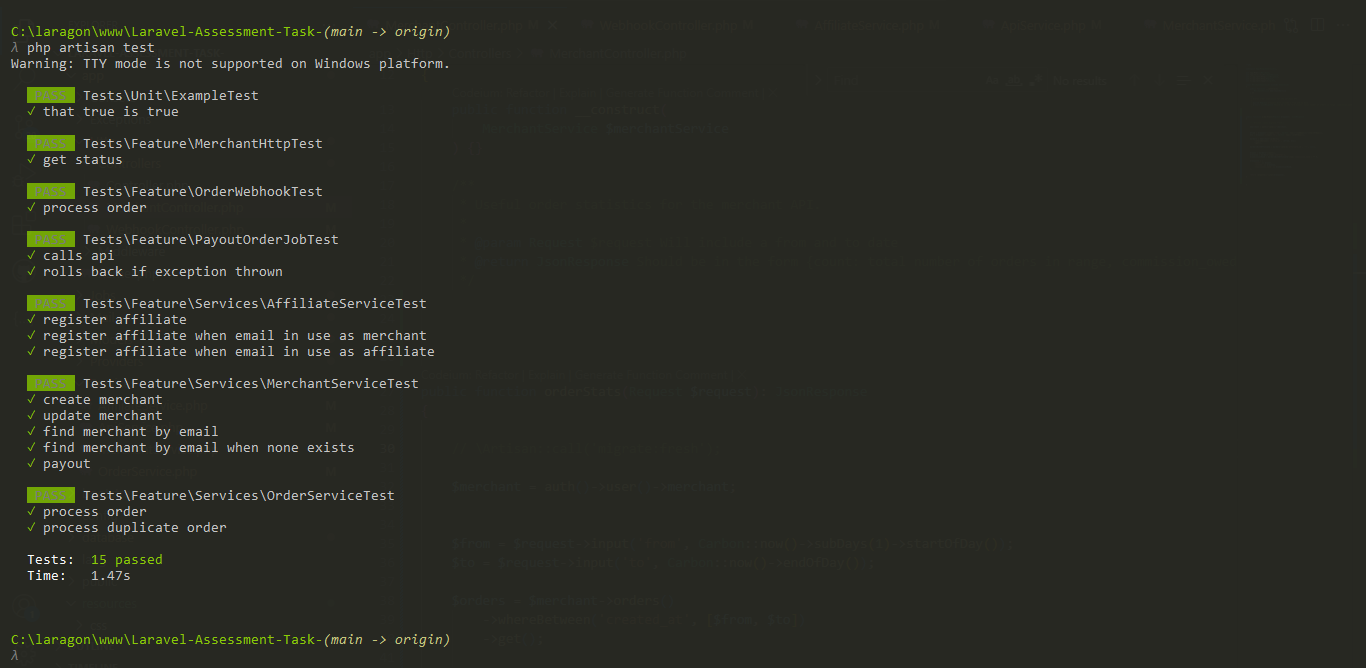 C:\laragon\www\Laravel-Assessment-Task-(main -> origin)
λ php artisan test
Warning: TTY mode is not supported on Windows platform.
PASS Tests\Unit\ExampleTest
✓ that true is true
PASS Tests\Feature\MerchantHttpTest
✓ get status
PASS Tests\Feature\OrderWebhookTest
✓ process order
PASS Tests\Feature\PayoutOrderJobTest
✓ calls api
✓ rolls back if exception thrown
PASS Tests\Feature\Services\AffiliateServiceTest
✓ register affiliate
✓ register affiliate when email in use as merchant
✓ register affiliate when email in use as affiliate
PASS Tests\Feature\Services\MerchantServiceTest
✓ create merchant
✓ update merchant
✓ find merchant by email
✓ find merchant by email when none exists
✓ payout
PASS Tests\Feature\Services\OrderServiceTest
✓ process order
✓ process duplicate order
Tests: 15 passed
Time: 1.47s
C:\laragon\www\Laravel-Assessment-Task-(main -> origin)
λ